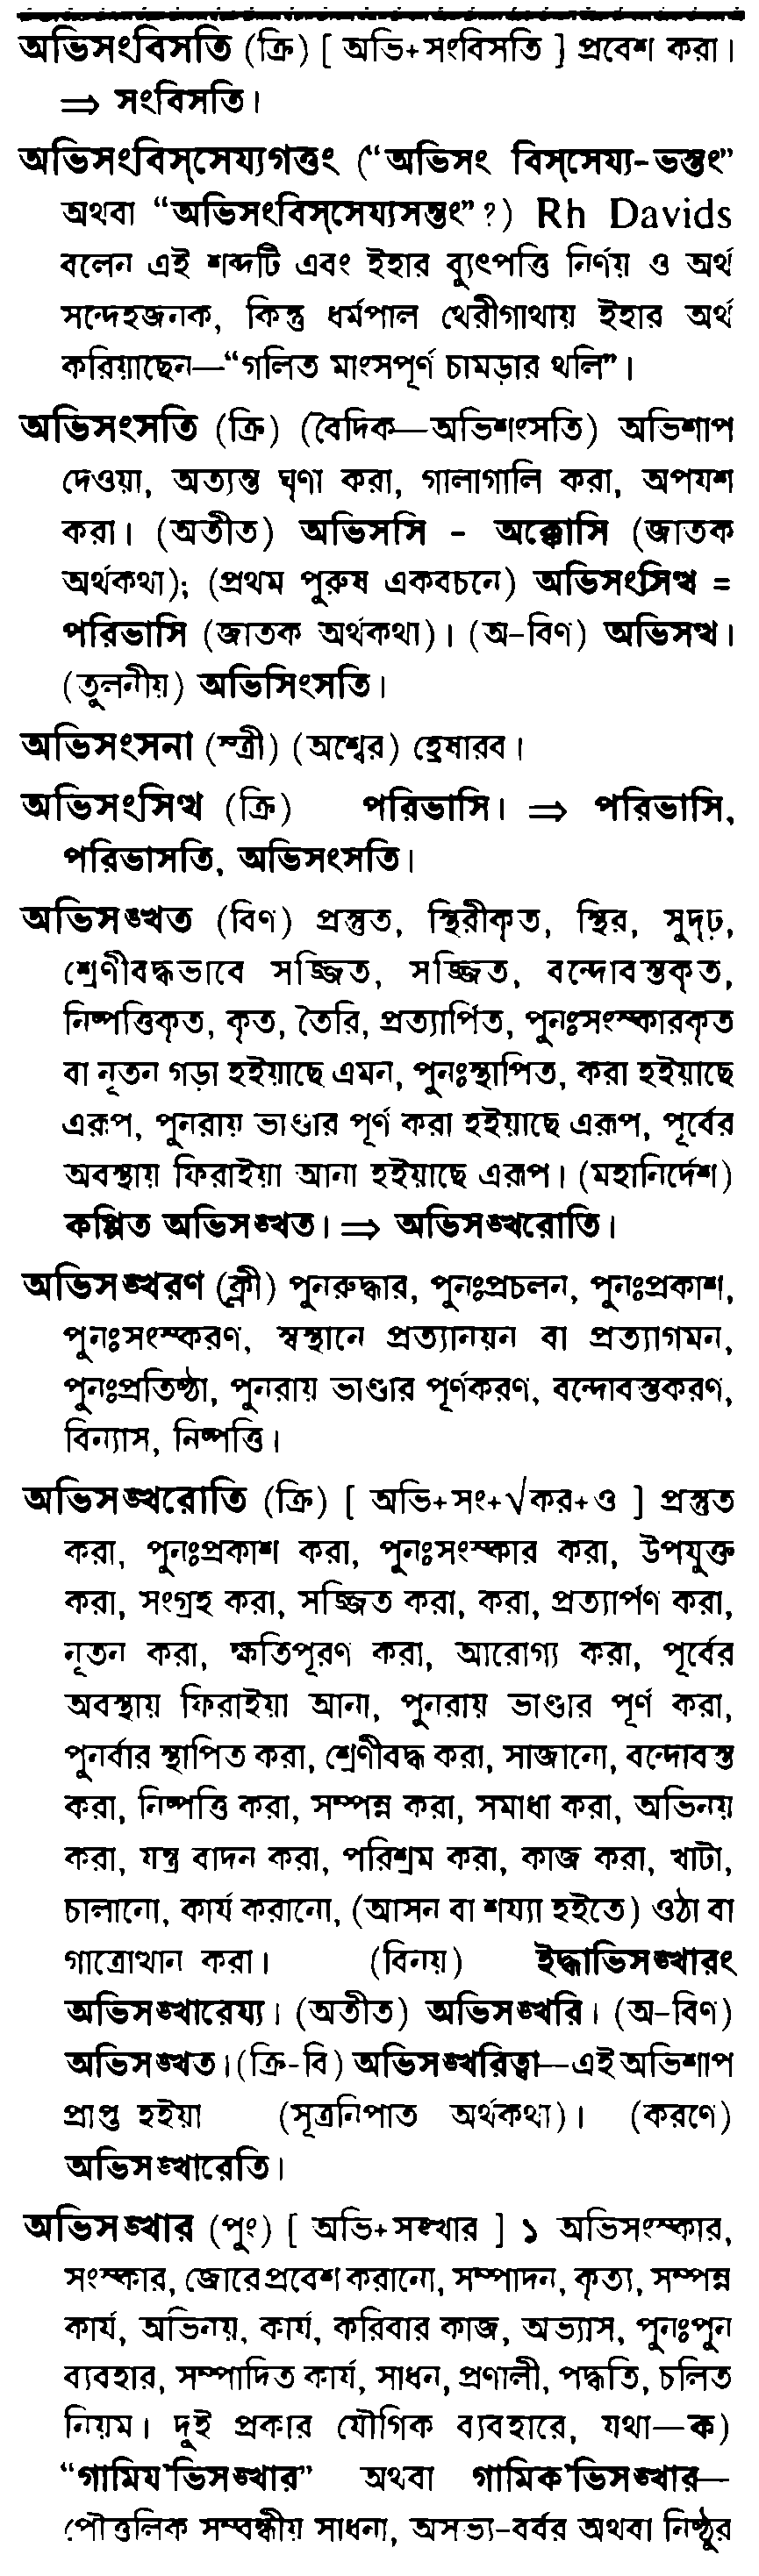 অভিসংবিসতি (ক্রি) [ অভি+সংবিসতি ] প্রবেশ করা।
⇒ সংবিসতি।
অভিসংবিস্সেয্যগত্তং (“অভিসং বিস্সেয্য-ভস্তং”
অথবা “অভিসংবিস্সেয্যসন্তং”?) Rh Davids
বলেন এই শব্দটি এবং ইহার ব্যুৎপত্তি নির্ণয় ও অর্থ
সন্দেহজনক, কিন্তু ধর্মপাল থেরীগাথায় ইহার অর্থ
করিয়াছেন—“গলিত মাংসপূর্ণ চামড়ার থলি”।
অভিসংসতি (ক্রি) (বৈদিক—অভিশংসতি) অভিশাপ
দেওয়া, অত্যন্ত ঘৃণা করা, গালাগালি করা, অপযশ
করা। (অতীত) অভিসসি - অক্কোসি (জাতক
অর্থকথা); (প্রথম পুরুষ একবচনে) অভিসংসিত্থ =
পরিভাসি (জাতক অর্থকথা)। (অ-বিণ) অভিসত্থ।
(তুলনীয়) অভিসিংসতি।
অভিসংসনা (স্ত্রী) (অশ্বের) হ্রেষারব।
অভিসংসিত্থ (ক্রি) পরিভাসি। ⇒ পরিভাসি,
পরিভাসতি, অভিসংসতি।
অভিসঙ্খত (বিণ) প্রস্তুত, স্থিরীকৃত, স্থির, সুদৃঢ়,
শ্রেণীবদ্ধভাবে সজ্জিত, সজ্জিত, বন্দোবস্তকৃত,
নিষ্পত্তিকৃত, কৃত, তৈরি, প্রত্যার্পিত, পুনঃসংস্কারকৃত
বা নূতন গড়া হইয়াছে এমন, পুনঃস্থাপিত, করা হইয়াছে
এরূপ, পুনরায় ভাণ্ডার পূর্ণ করা হইয়াছে এরূপ, পূর্বের
অবস্থায় ফিরাইয়া আনা হইয়াছে এরূপ। (মহানির্দেশ)
কপ্পিত অভিসঙ্খত। ⇒ অভিসঙ্খরোতি।
অভিসঙ্খরণ (ক্লী) পুনরুদ্ধার, পুনঃপ্রচলন, পুনঃপ্রকাশ,
পুনঃসংস্করণ, স্বস্থানে প্রত্যানয়ন বা প্রত্যাগমন,
পুনঃপ্রতিষ্ঠা, পুনরায় ভাণ্ডার পূর্ণকরণ, বন্দোবস্তকরণ,
বিন্যাস, নিষ্পত্তি।
অভিসঙ্খরোতি (ক্রি) [ অভি+সং+√কর+ও ] প্রস্তুত
করা, পুনঃপ্রকাশ করা, পুনঃসংস্কার করা, উপযুক্ত
করা, সংগ্রহ করা, সজ্জিত করা, করা, প্রত্যার্পণ করা,
নূতন করা, ক্ষতিপূরণ করা, আরোগ্য করা, পূর্বের
অবস্থায় ফিরাইয়া আনা, পুনরায় ভাণ্ডার পূর্ণ করা,
পুনর্বার স্থাপিত করা, শ্রেণীবদ্ধ করা, সাজানো, বন্দোবস্ত
করা, নিষ্পত্তি করা, সম্পন্ন করা, সমাধা করা, অভিনয়
করা, যন্ত্র বাদন করা, পরিশ্রম করা, কাজ করা, খাটা,
চালানো, কার্য করানো, (আসন বা শয্যা হইতে) ওঠা বা
গাত্রোত্থান করা। (বিনয়) ইদ্ধাভিসঙ্খারং
অভিসঙ্খারেয্য। (অতীত) অভিসঙ্খরি। (অ-বিণ)
অভিসঙ্খত। (ক্রি-বি) অভিসঙ্খরিত্বা—এই অভিশাপ
প্রাপ্ত হইয়া (সূত্রনিপাত অর্থকথা)। (করণে)
অভিসঙ্খারেতি।
অভিসঙ্খার (পুং) [ অভি+সঙ্খার ] ১ অভিসংস্কার,
সংস্কার, জোরে প্রবেশ করানো, সম্পাদন, কৃত্য, সম্পন্ন
কার্য, অভিনয়, কার্য, করিবার কাজ, অভ্যাস, পুনঃপুন
ব্যবহার, সম্পাদিত কার্য, সাধন, প্রণালী, পদ্ধতি, চলিত
নিয়ম। দুই প্রকার যৌগিক ব্যবহারে, যথা—ক)
“গামিয’ভিসঙ্খার” অথবা গামিক’ভিসঙ্খার—
পৌত্তলিক সম্বন্ধীয় সাধনা, অসভ্য-বর্বর অথবা নিষ্ঠুর